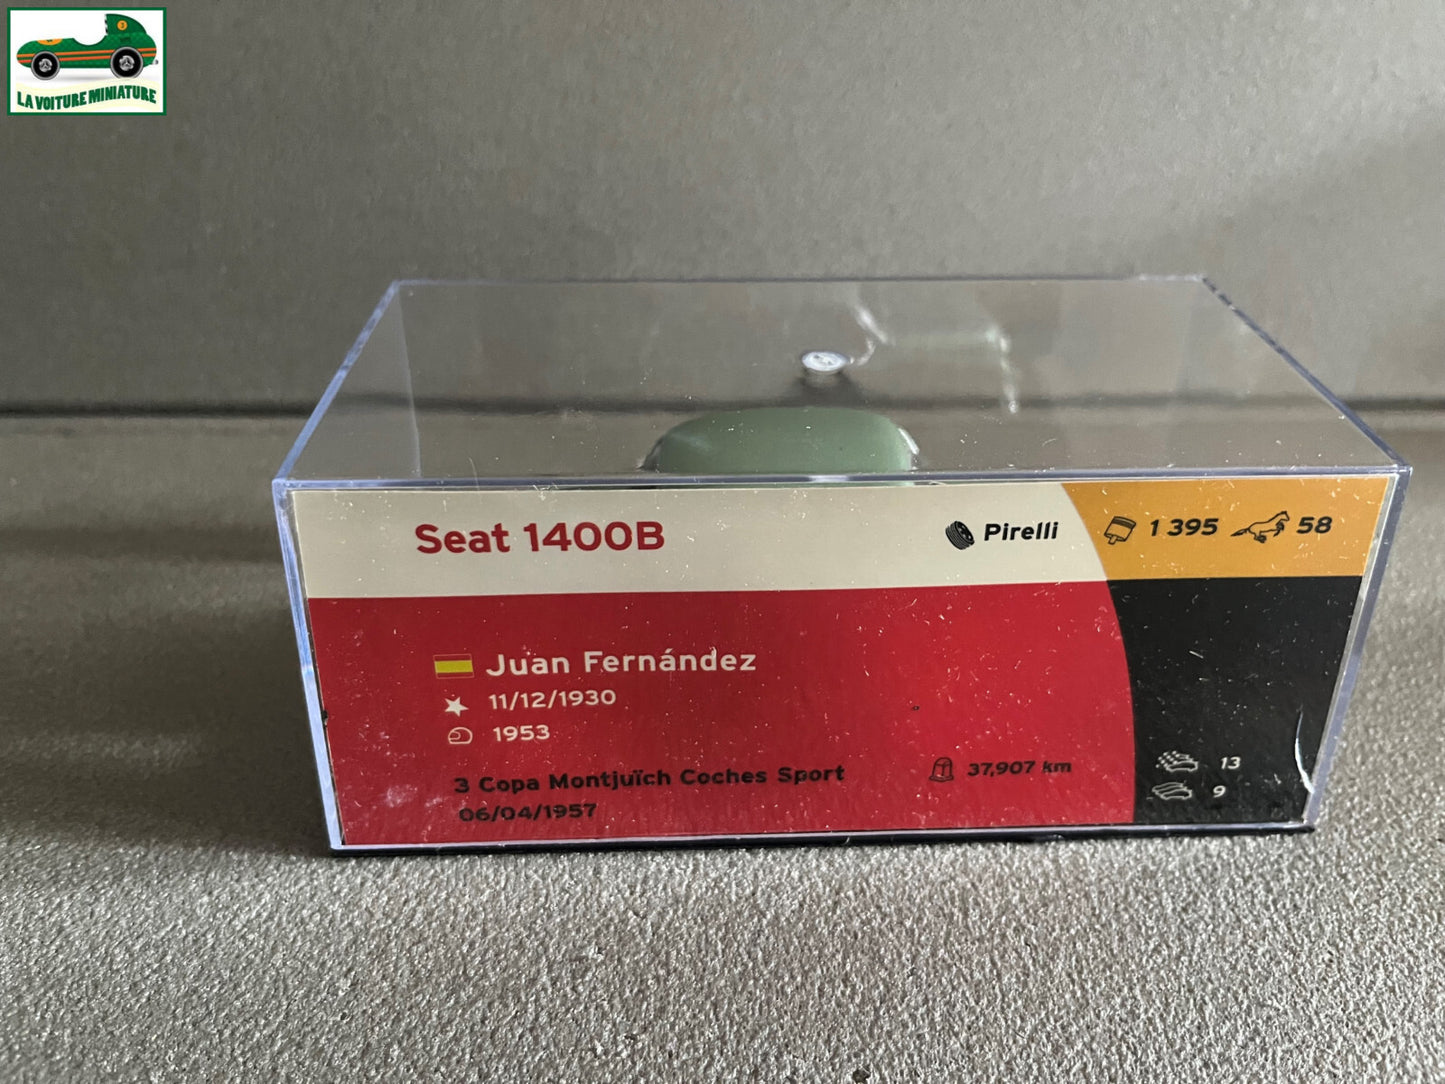 3
LA VOITURE MINIATURE
Seat 1400B
Pirelli
1 395
58
Juan Fernández
11/12/1930
1953
3 Copa Montjuïch Coches Sport
06/04/1957
37,907 km
13
9